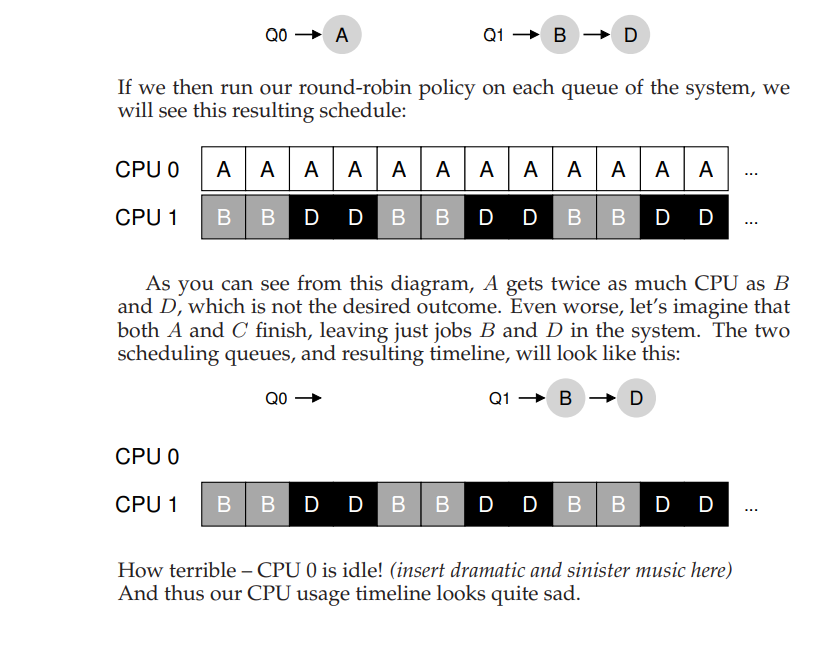 Q0 → A Q1 → B → D
If we then run our round-robin policy on each queue of the system, we
will see this resulting schedule:
CPU 0 A A A A A A A A A A A A ...
CPU 1 B B D D B B D D B B D D ...
As you can see from this diagram, A gets twice as much CPU as B
and D, which is not the desired outcome. Even worse, let's imagine that
both A and C finish, leaving just jobs B and D in the system. The two
scheduling queues, and resulting timeline, will look like this:
Q0 → Q1 → B → D
CPU 0
CPU 1 B B D D B B D D B B D D ...
How terrible – CPU 0 is idle! (insert dramatic and sinister music here)
And thus our CPU usage timeline looks quite sad.